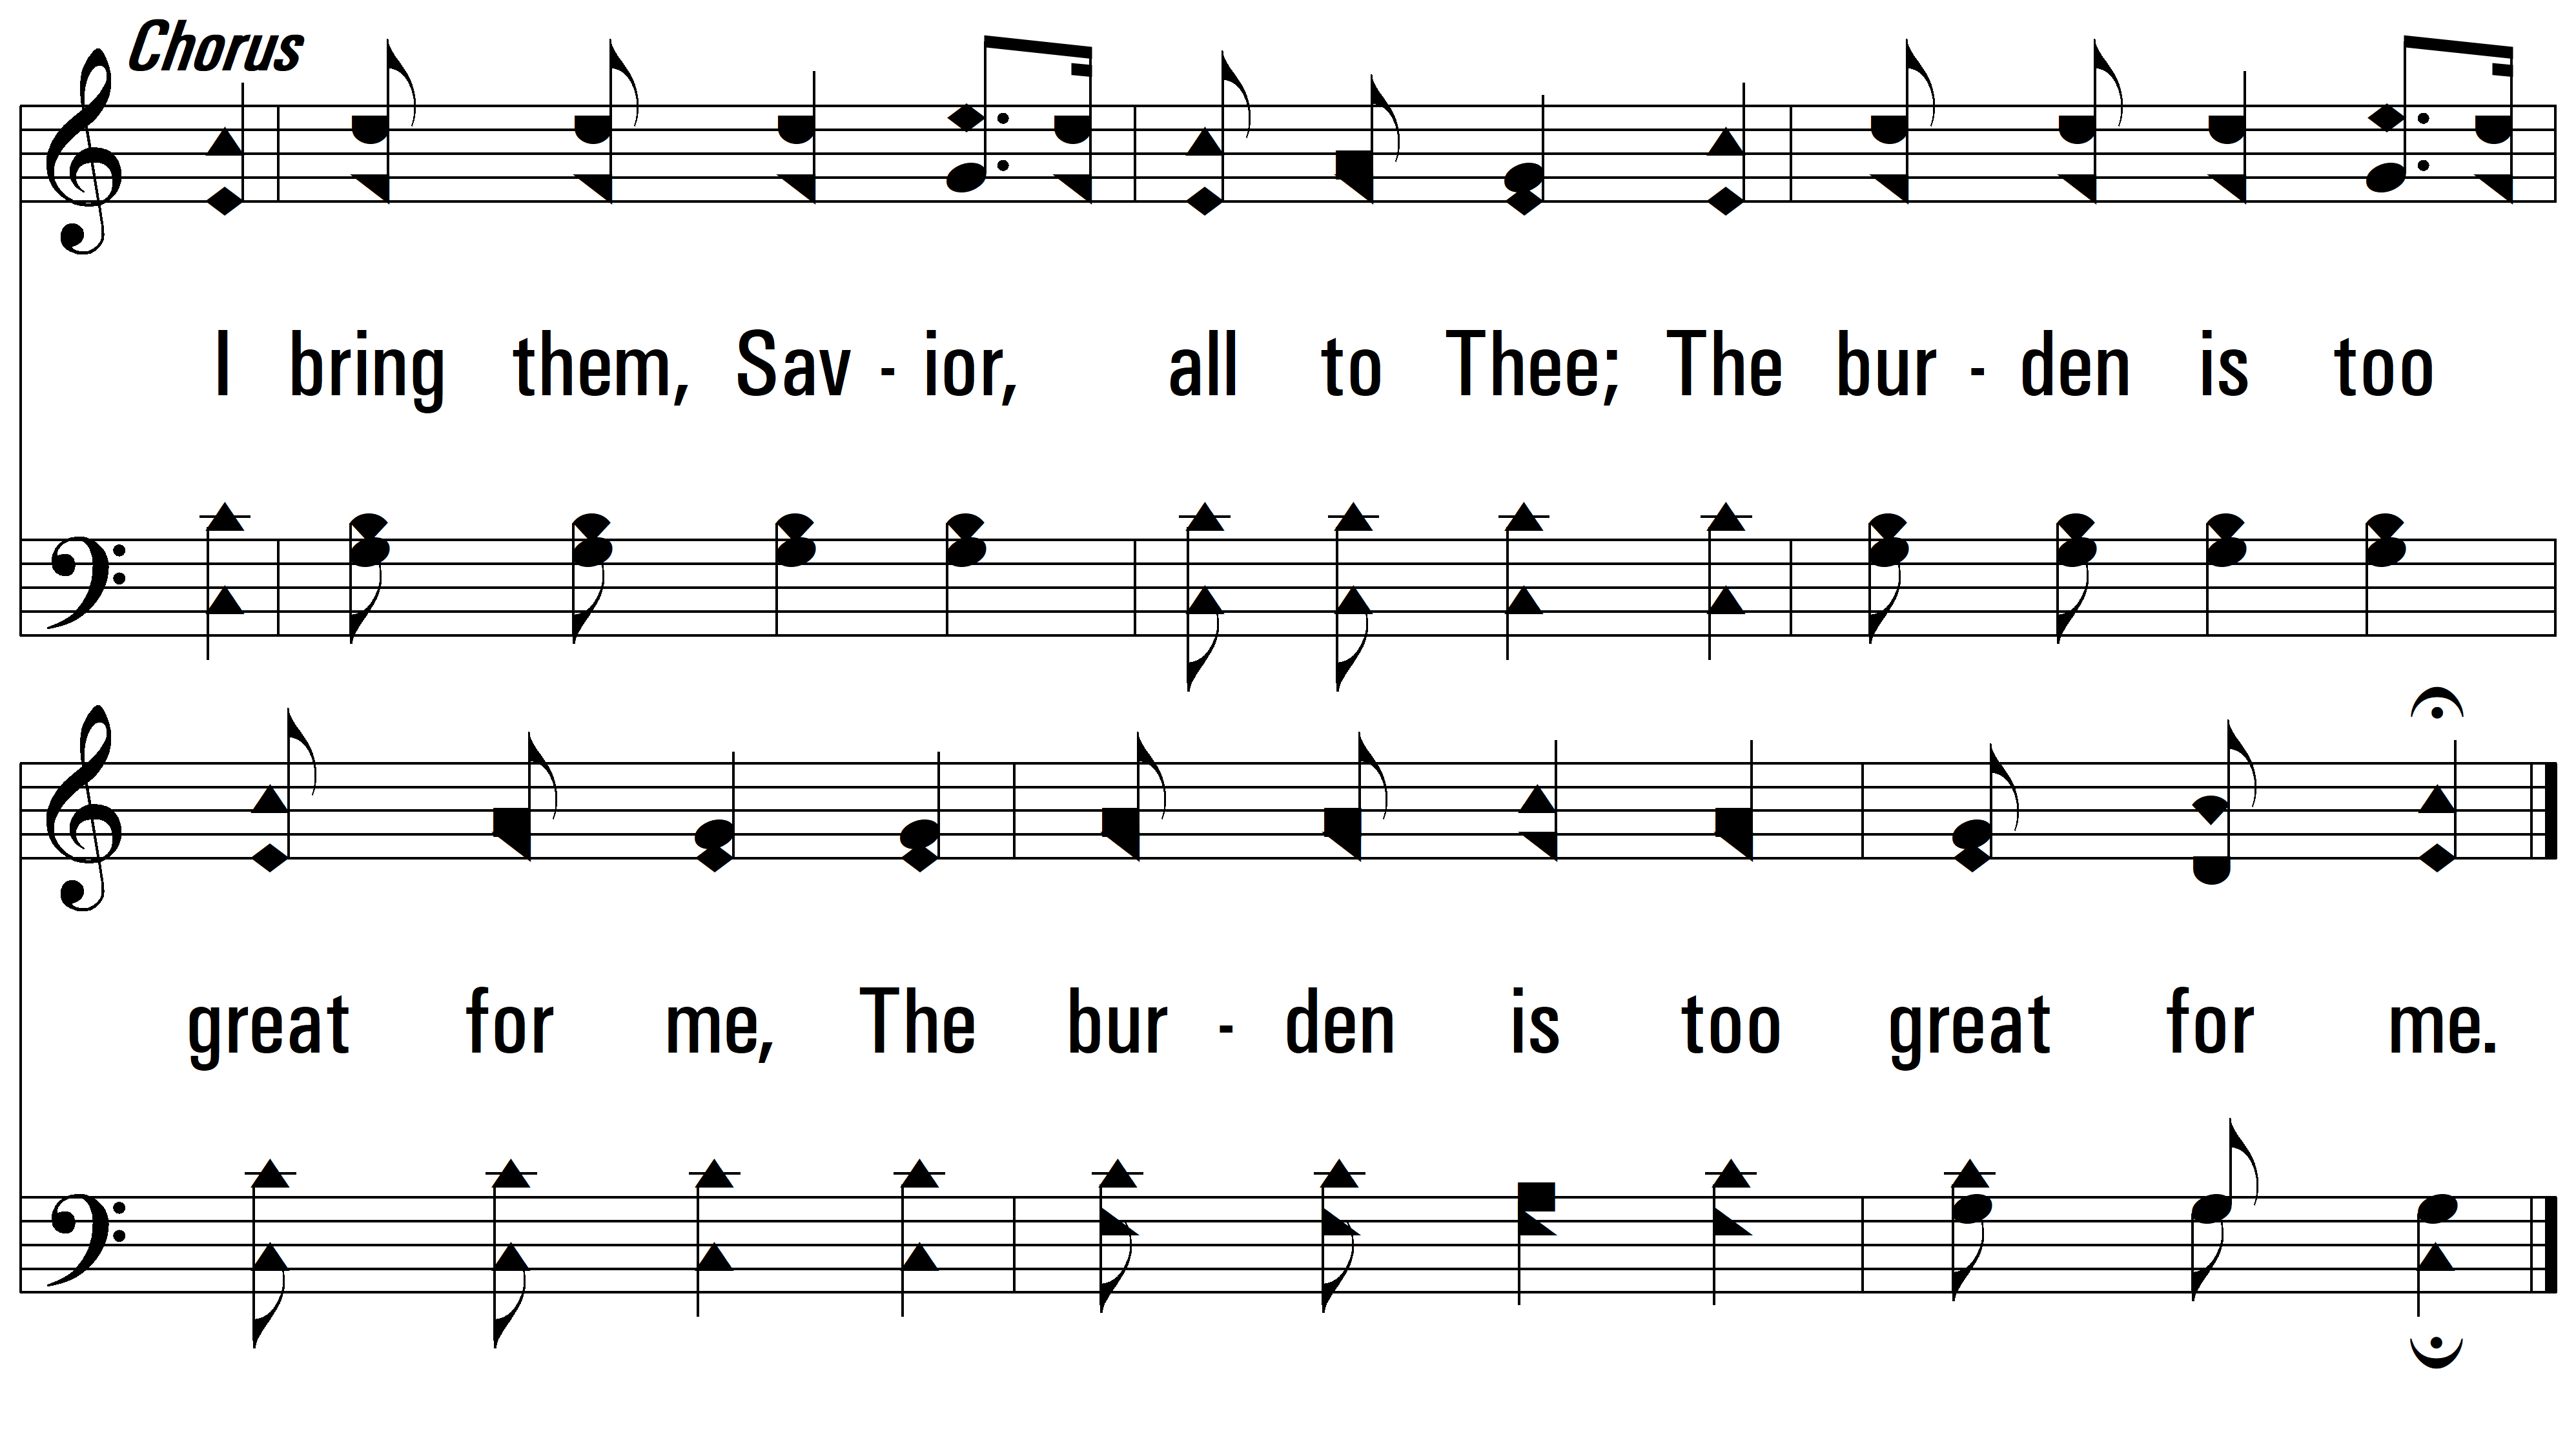 Chorus
I bring them, Sav - ior, all to Thee; The bur - den is too
great for me, The bur - den is too great for me.